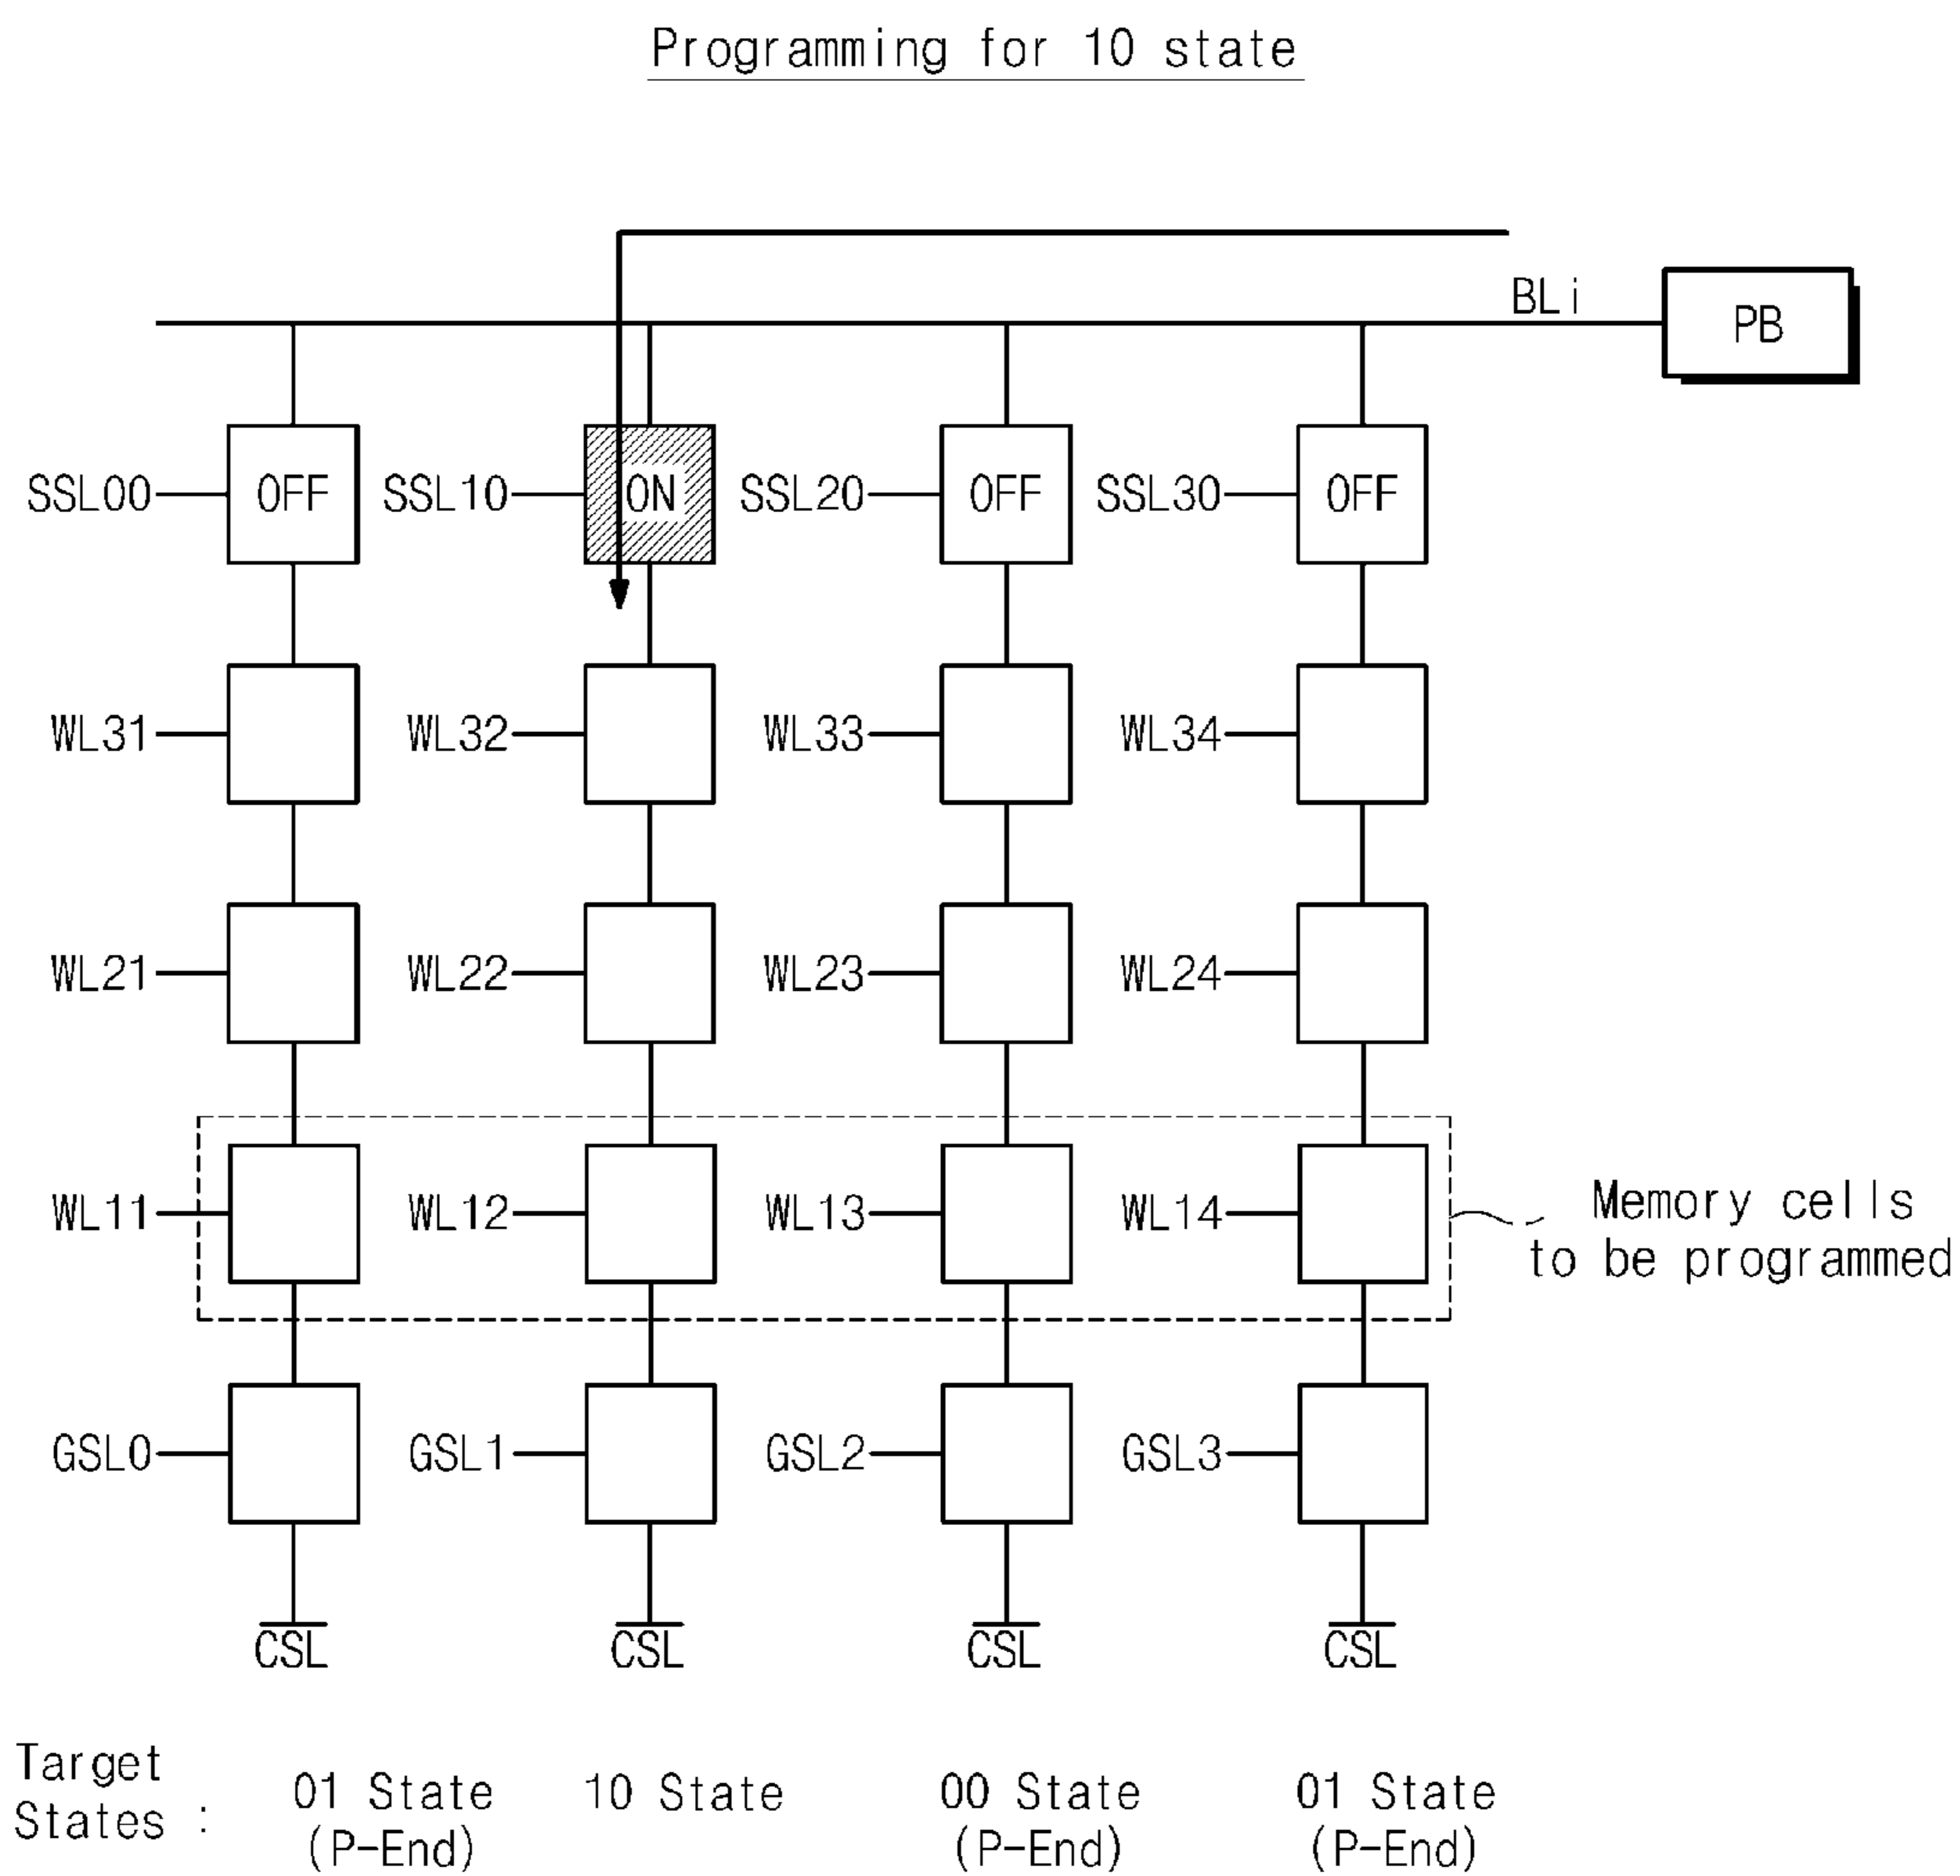 Programming for 10 state
BLi
PB
SSL00 OFF SSL10 ON SSL20 OFF SSL30 OFF
WL31 WL32 WL33 WL34
WL21 WL22 WL23 WL24
WL11 WL12 WL13 WL14
Memory cells
to be programmed
GSL0 GSL1 GSL2 GSL3
CSL CSL CSL CSL
Target
States : 01 State 10 State 00 State 01 State
(P-End) (P-End) (P-End)